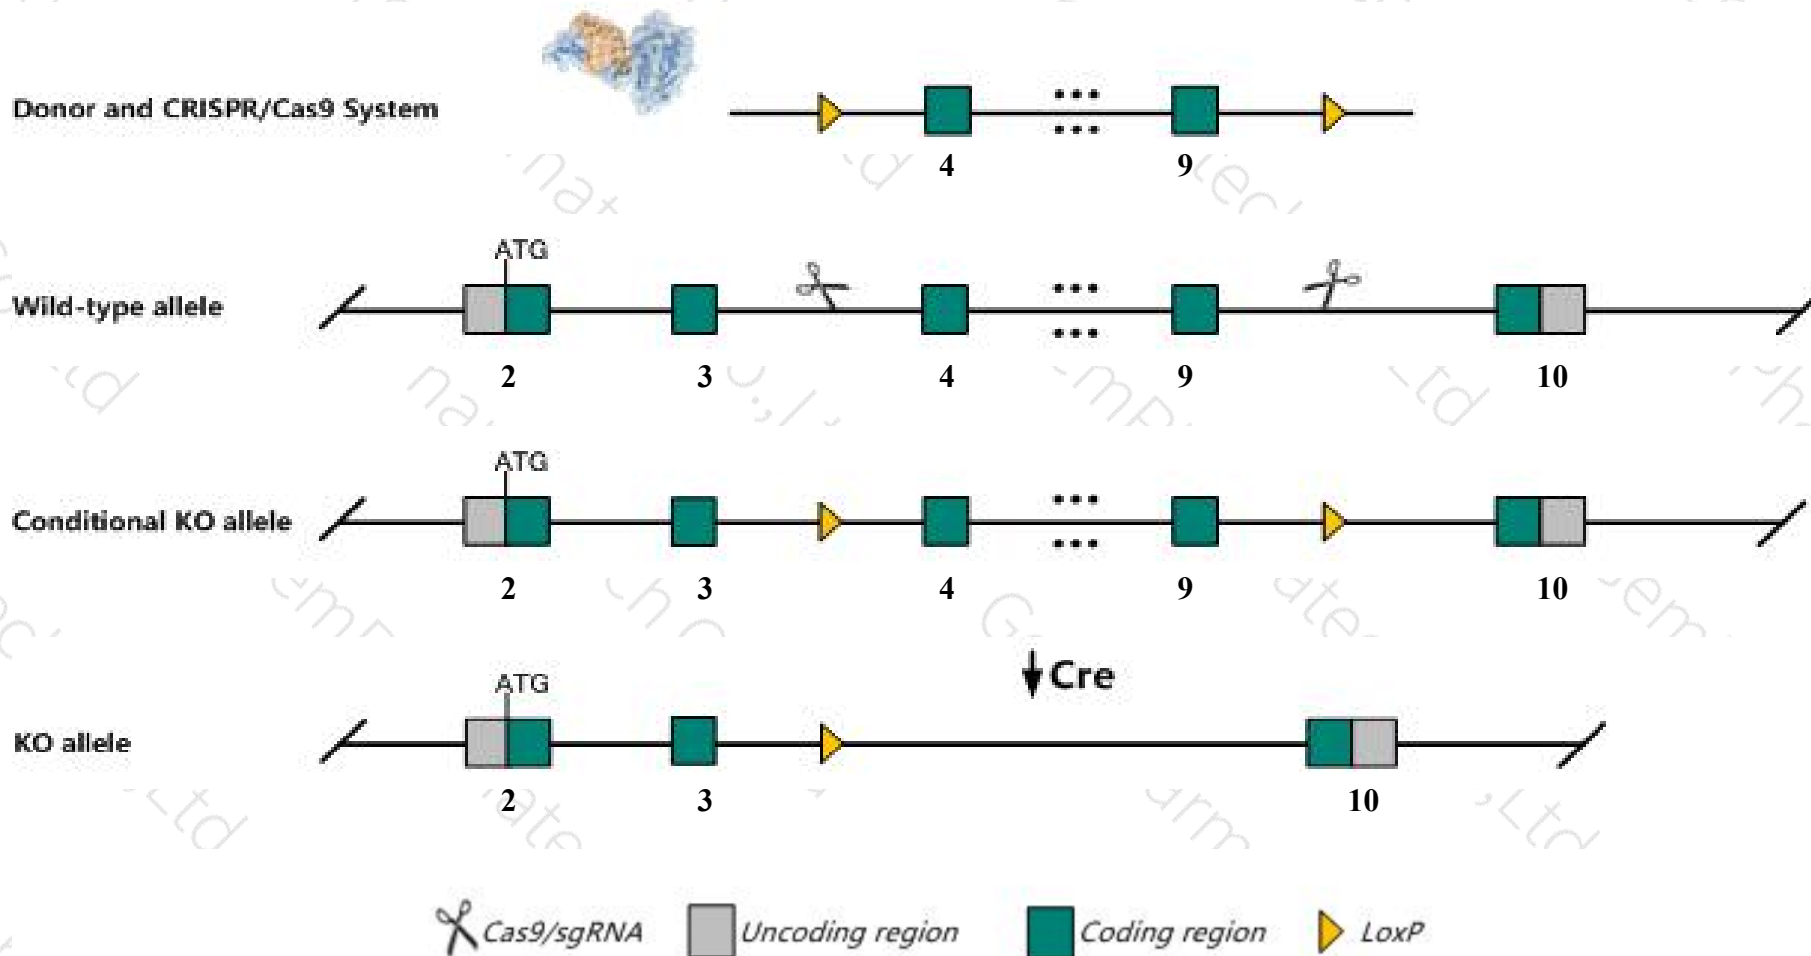 Donor and CRISPR/Cas9 System
4 9
ATG
Wild-type allele
2 3 4 9 10
ATG
Conditional KO allele
2 3 4 9 10
Cre
ATG
KO allele
2 3 10
Cas9/sgRNA Uncoding region Coding region LoxP